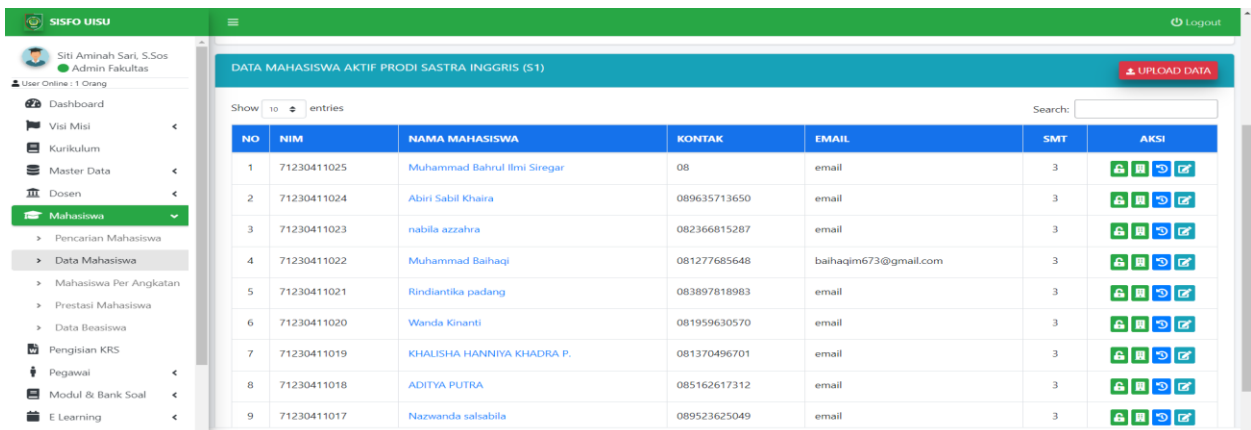 SISFO UISU
Logout
Siti Aminah Sari, S.Sos
Admin Fakultas
User Online : 1 Orang
Dashboard
Visi Misi
Kurikulum
Master Data
Dosen
Mahasiswa
Pencarian Mahasiswa
Data Mahasiswa
Mahasiswa Per Angkatan
Prestasi Mahasiswa
Data Beasiswa
Pengisian KRS
Pegawai
Modul & Bank Soal
E Learning
DATA MAHASISWA AKTIF PRODI SASTRA INGGRIS (S1)
UPLOAD DATA
Show 10 entries
Search:
NO NIM NAMA MAHASISWA KONTAK EMAIL SMT AKSI
1 71230411025 Muhammad Bahrul Ilmi Siregar 08 email 3
2 71230411024 Abiri Sabil Khaira 089635713650 email 3
3 71230411023 nabila azzahra 082366815287 email 3
4 71230411022 Muhammad Baihaqi 081277685648 baihaqim673@gmail.com 3
5 71230411021 Rindiantika padang 083897818983 email 3
6 71230411020 Wanda Kinanti 081959630570 email 3
7 71230411019 KHALISHA HANNIYA KHADRA P. 081370496701 email 3
8 71230411018 ADITYA PUTRA 085162617312 email 3
9 71230411017 Nazwanda salsabila 089523625049 email 3